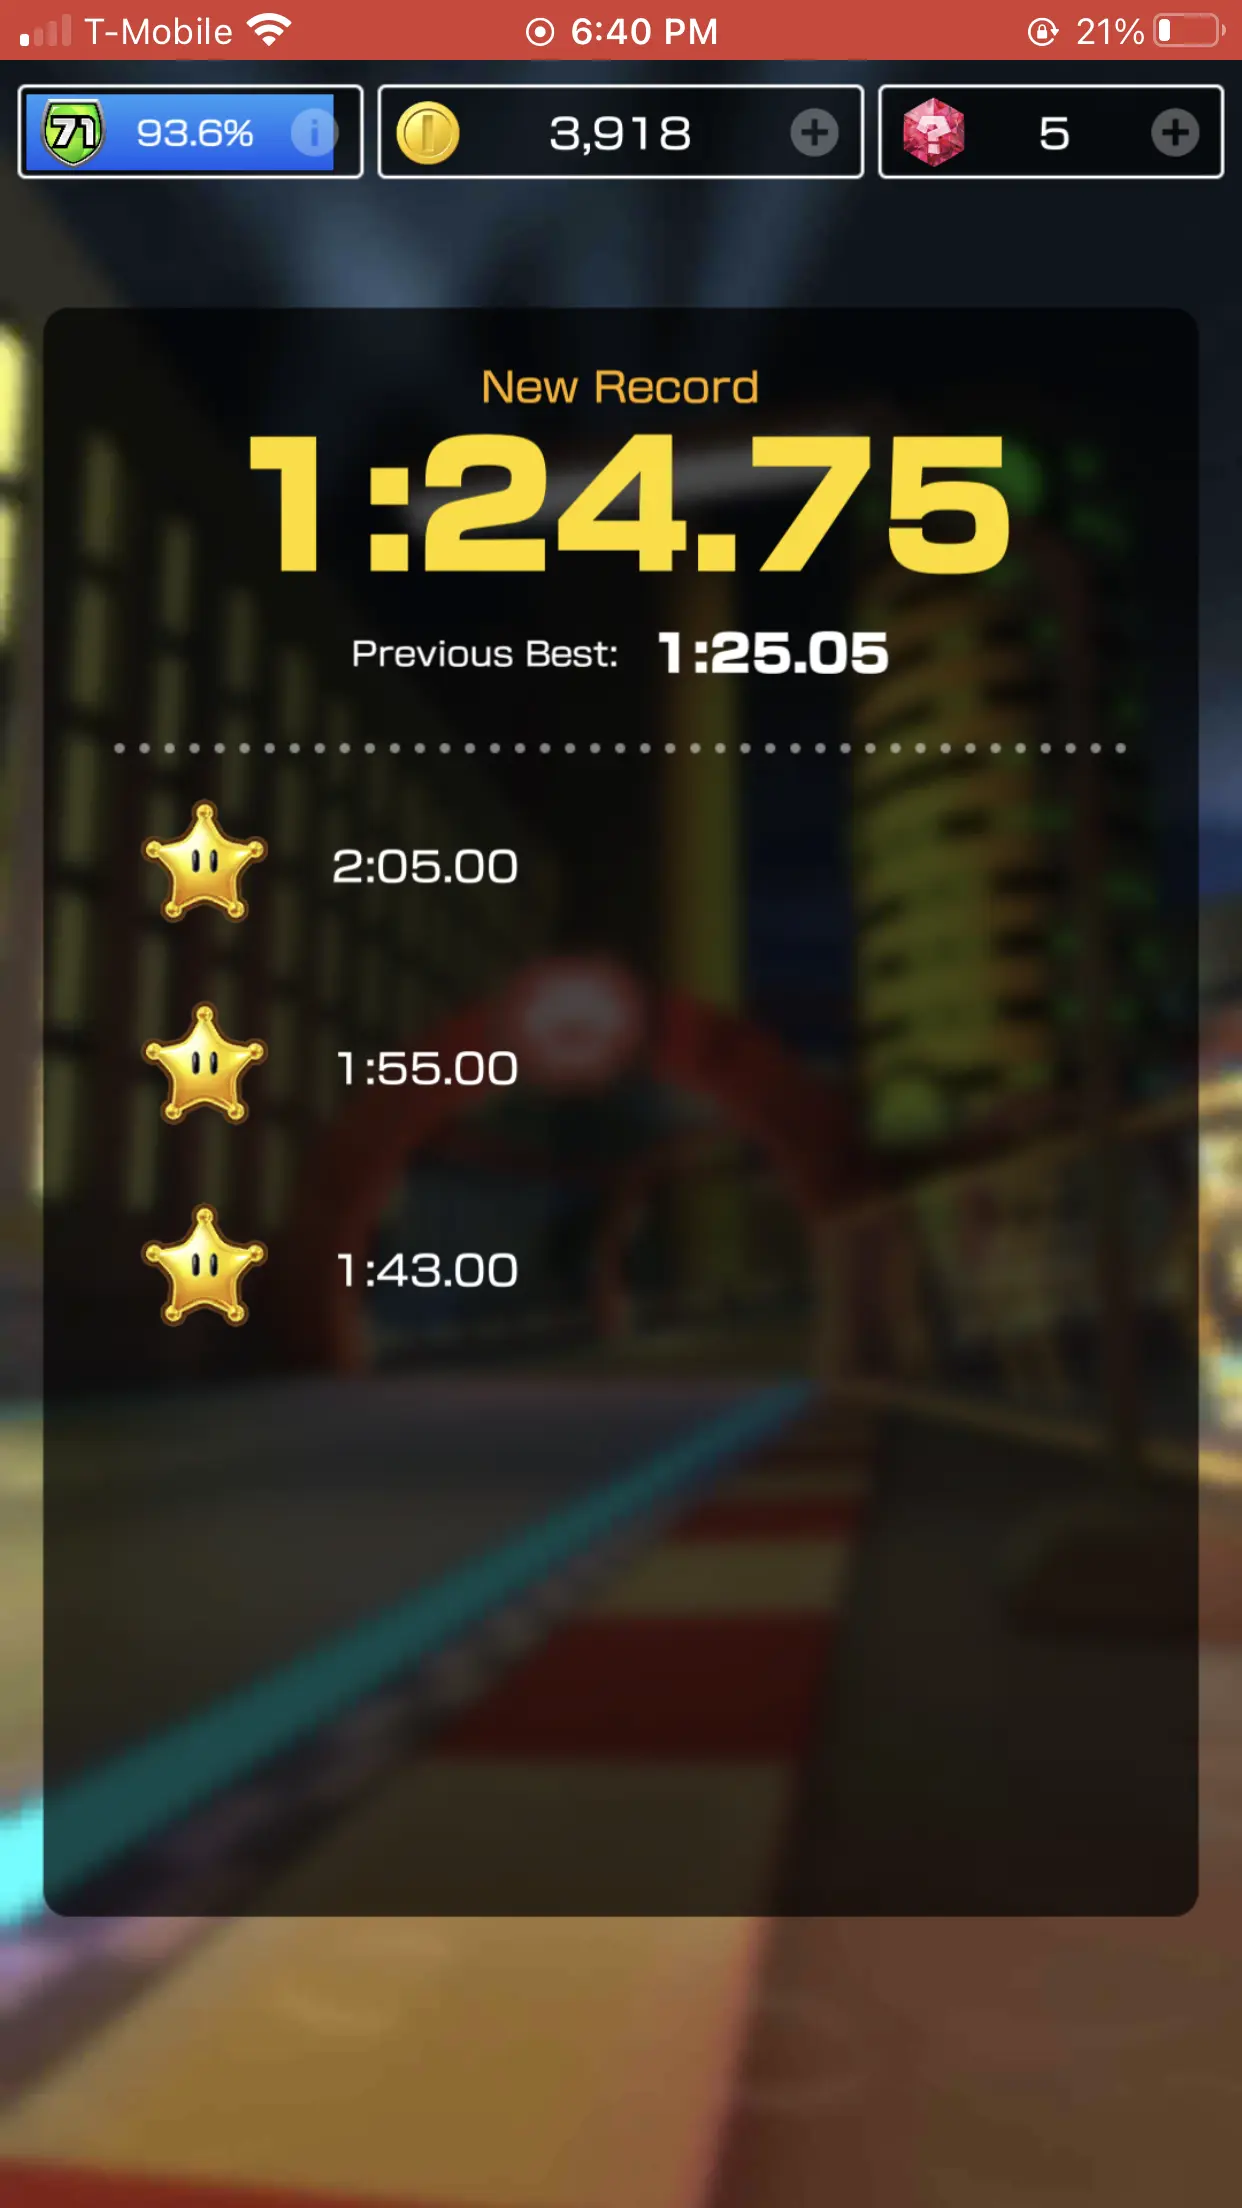 T-Mobile 6:40 PM 21%
71 93.6% i 3,918 + ? 5 +
New Record
1:24.75
Previous Best: 1:25.05
2:05.00
1:55.00
1:43.00